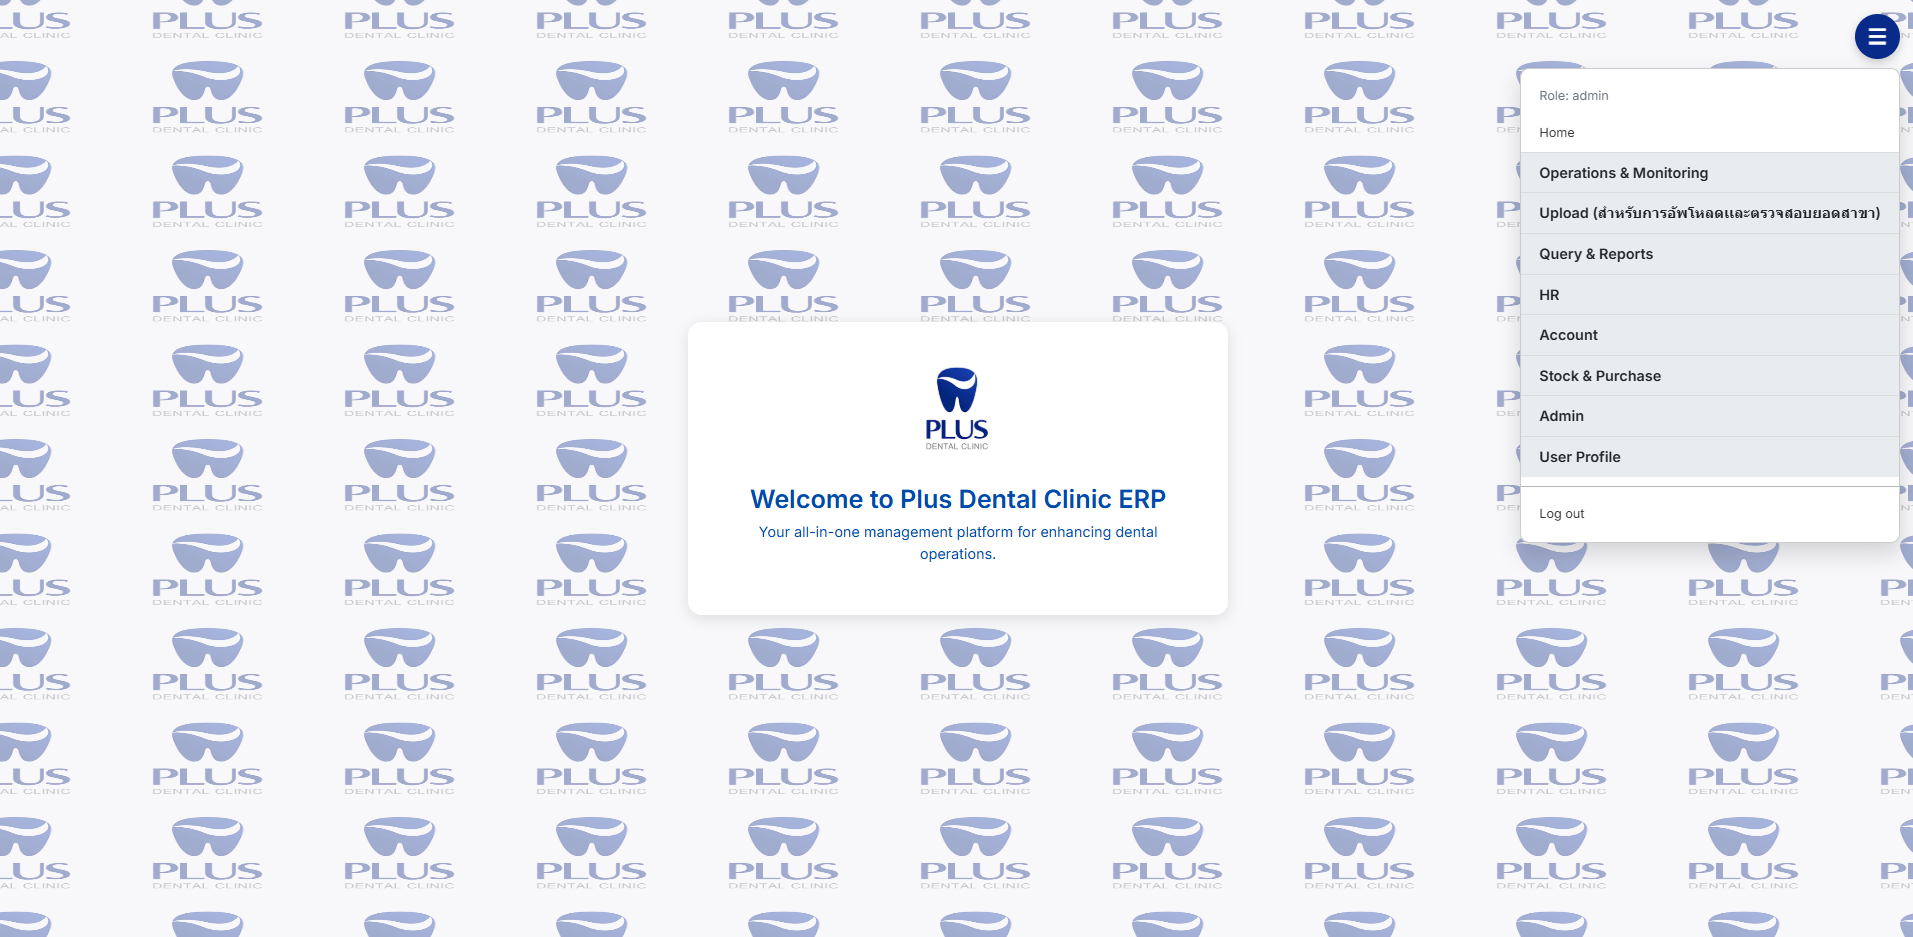 Role: admin
Home
Operations & Monitoring
Upload (สำหรับการอัพโหลดและตรวจสอบยอดสาขา)
Query & Reports
HR
Account
Stock & Purchase
Admin
User Profile
Log out
PLUS
DENTAL CLINIC
Welcome to Plus Dental Clinic ERP
Your all-in-one management platform for enhancing dental
operations.